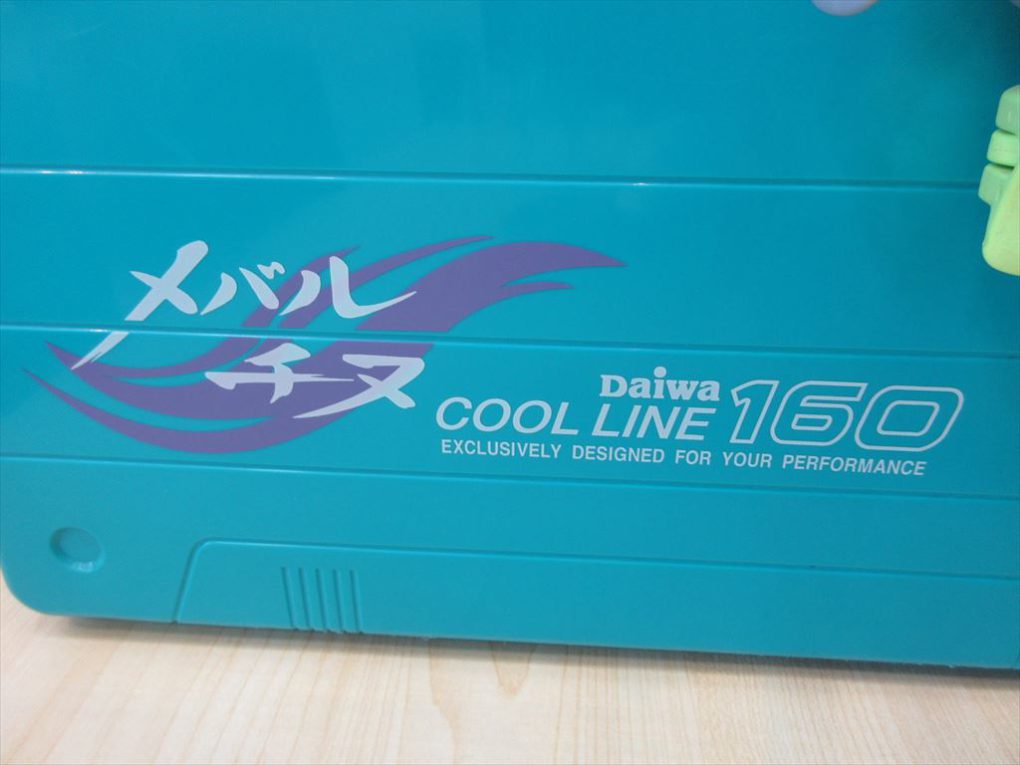 メバル
チヌ
Daiwa
COOL LINE 160
EXCLUSIVELY DESIGNED FOR YOUR PERFORMANCE